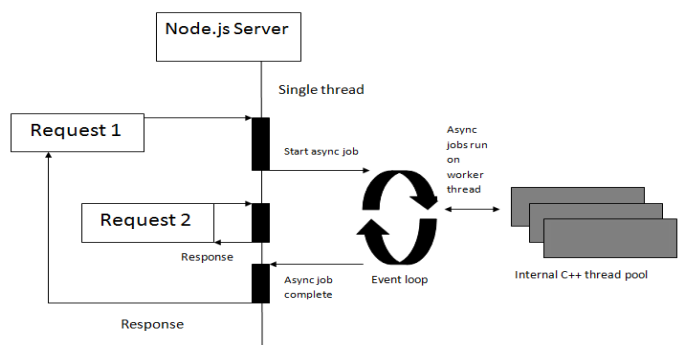 Node.js Server
Single thread
Request 1
Start async job
Async
jobs run
on
worker
thread
Request 2
Response
Async job
complete
Event loop
Internal C++ thread pool
Response